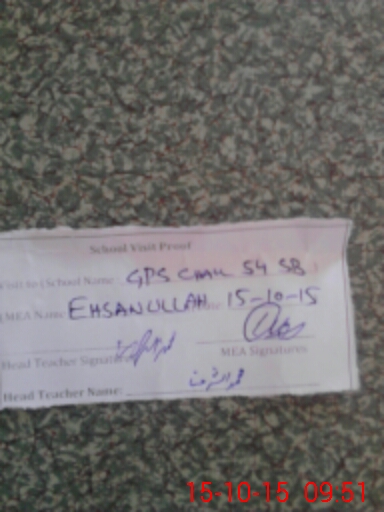 School Visit Proof
Visit to (School Name: GPS CHAK 54 SB
(MEA Name EHSANULLAH 15-10-15
Head Teacher Signature
MEA Signatures
Head Teacher Name:
15-10-15 09:51